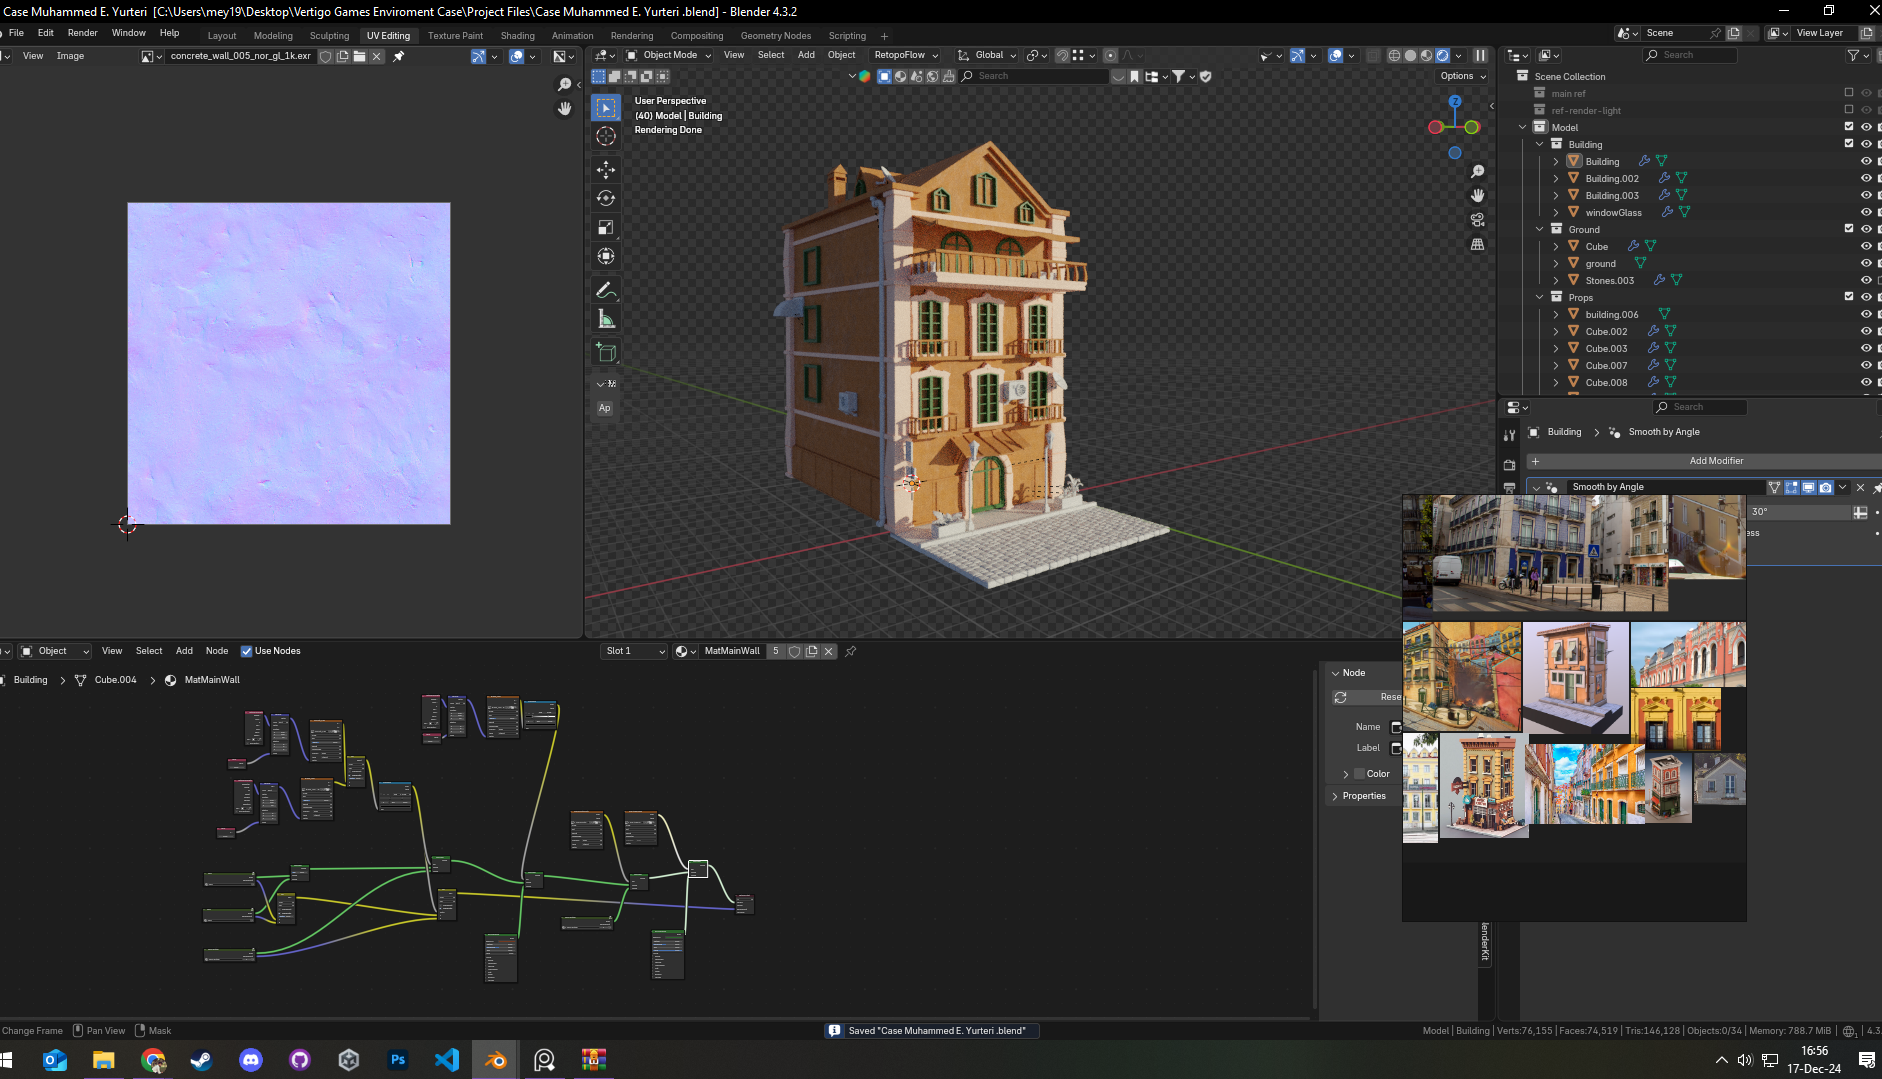 Case Muhammed E. Yurteri  [C:\Users\mey19\Desktop\Vertigo Games Enviroment Case\Project Files\Case Muhammed E. Yurteri .blend] - Blender 4.3.2
File Edit Render Window Help Layout Modeling Sculpting UV Editing Texture Paint Shading Animation Rendering Compositing Geometry Nodes Scripting + Scene View Layer
View Image concrete_wall_005_nor_gl_1k.exr Object Mode View Select Add Object RetopoFlow Global Search
Search Options
User Perspective
(40) Model | Building
Rendering Done
Z
Ap
Scene Collection
main ref
ref-render-light
Model
Building
Building
Building.002
Building.003
windowGlass
Ground
Cube
ground
Stones.003
Props
building.006
Cube.002
Cube.003
Cube.007
Cube.008
Search
Building > Smooth by Angle
+ Add Modifier
Smooth by Angle
30°
ess
Object View Select Add Node Use Nodes Slot 1 MatMainWall 5
Building > Cube.004 > MatMainWall
Node
Rese
Name
Label
Color
Properties
lenderKit
Change Frame Pan View Mask Saved "Case Muhammed E. Yurteri .blend" Model | Building | Verts:76,155 | Faces:74,519 | Tris:146,128 | Objects:0/34 | Memory: 788.7 MiB | 4.3.
Ps
16:56
17-Dec-24